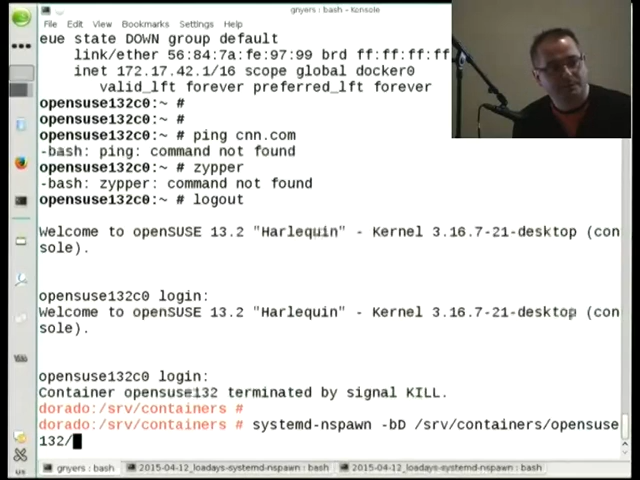 gnyers : bash - Konsole
File Edit View Bookmarks Settings Help
eue state DOWN group default
link/ether 56:84:7a:fe:97:99 brd ff:ff:ff:ff
inet 172.17.42.1/16 scope global docker0
valid_lft forever preferred_lft forever
opensuse132c0:~ #
opensuse132c0:~ #
opensuse132c0:~ # ping cnn.com
-bash: ping: command not found
opensuse132c0:~ # zypper
-bash: zypper: command not found
opensuse132c0:~ # logout
Welcome to openSUSE 13.2 "Harlequin" - Kernel 3.16.7-21-desktop (con
sole).
opensuse132c0 login:
Welcome to openSUSE 13.2 "Harlequin" - Kernel 3.16.7-21-desktop (con
sole).
opensuse132c0 login:
Container opensuse132 terminated by signal KILL.
dorado:/srv/containers #
dorado:/srv/containers # systemd-nspawn -bD /srv/containers/opensuse
132/
gnyers : bash
2015-04-12_loadays-systemd-nspawn : bash
2015-04-12_loadays-systemd-nspawn : bash
us